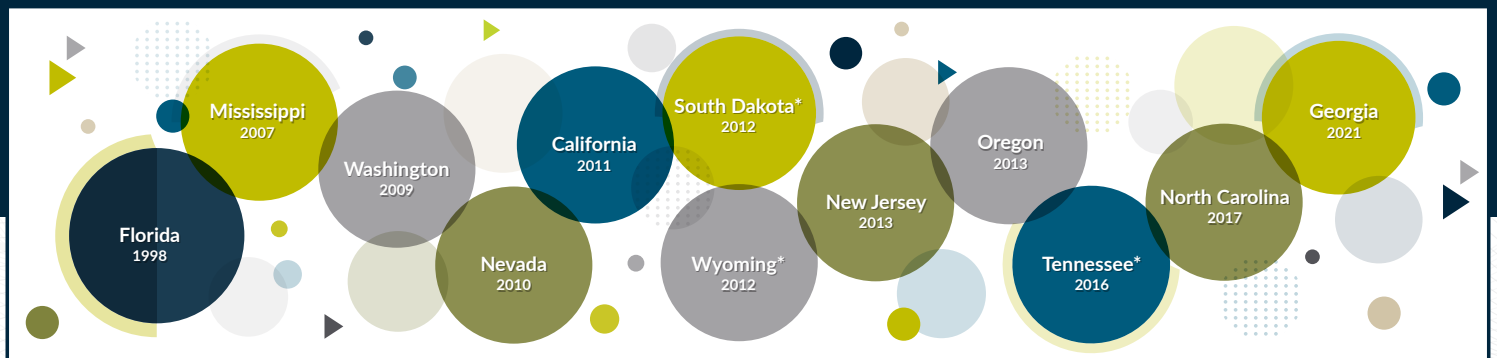 Florida
1998
Mississippi
2007
Washington
2009
Nevada
2010
California
2011
South Dakota*
2012
Wyoming*
2012
New Jersey
2013
Oregon
2013
Tennessee*
2016
North Carolina
2017
Georgia
2021